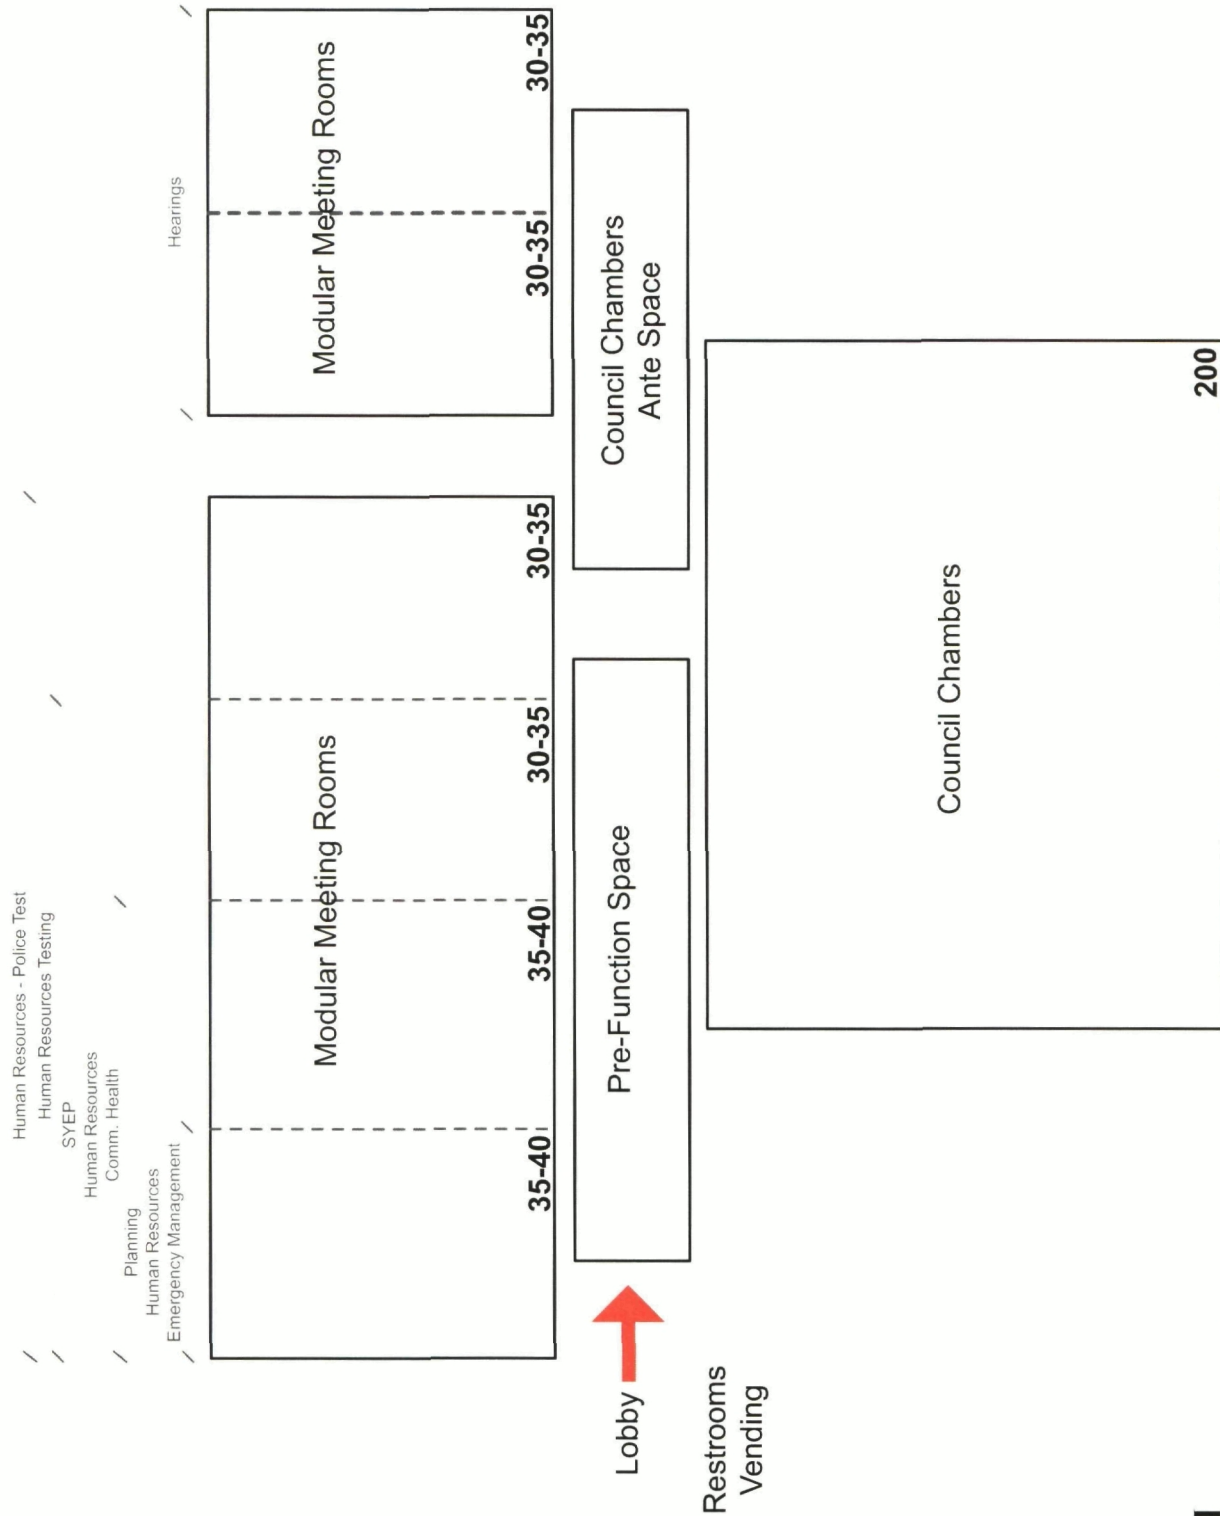 Human Resources - Police Test
Human Resources Testing
SYEP
Human Resources
Comm. Health
Planning
Human Resources
Emergency Management
Hearings
Modular Meeting Rooms
Modular Meeting Rooms
35-40
35-40
30-35
30-35
30-35
30-35
Lobby
Pre-Function Space
Council Chambers
Ante Space
Restrooms
Vending
Council Chambers
200